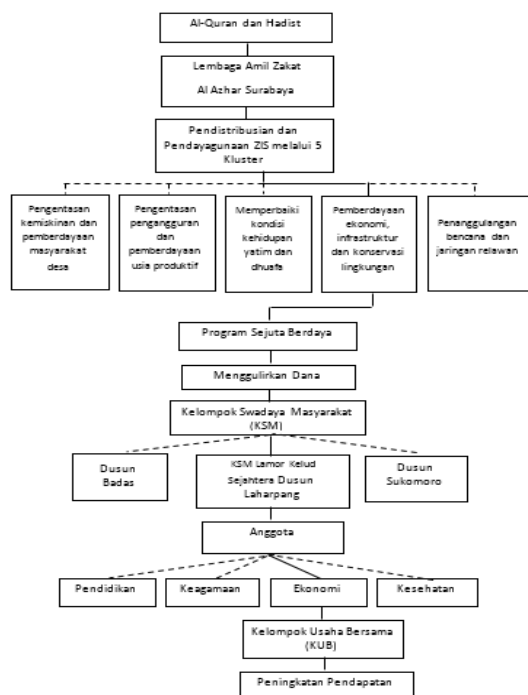 Al-Quran dan Hadist
Lembaga Amil Zakat
Al Azhar Surabaya
Pendistribusian dan
Pendayagunaan ZIS melalui 5
Kluster
Pengentasan
kemiskinan dan
pemberdayaan
masyarakat
desa
Pengentasan
pengangguran
dan
pemberdayaan
usia produktif
Memperbaiki
kondisi
kehidupan
yatim dan
dhuafa
Pemberdayaan
ekonomi,
infrastruktur
dan konservasi
lingkungan
Penanggulangan
bencana dan
jaringan relawan
Program Sejuta Berdaya
Menggulirkan Dana
Kelompok Swadaya Masyarakat
(KSM)
Dusun
Badas
KSM Lamor Kelud
Sejahtera Dusun
Laharpang
Dusun
Sukomoro
Anggota
Pendidikan
Keagamaan
Ekonomi
Kesehatan
Kelompok Usaha Bersama
(KUB)
Peningkatan Pendapatan